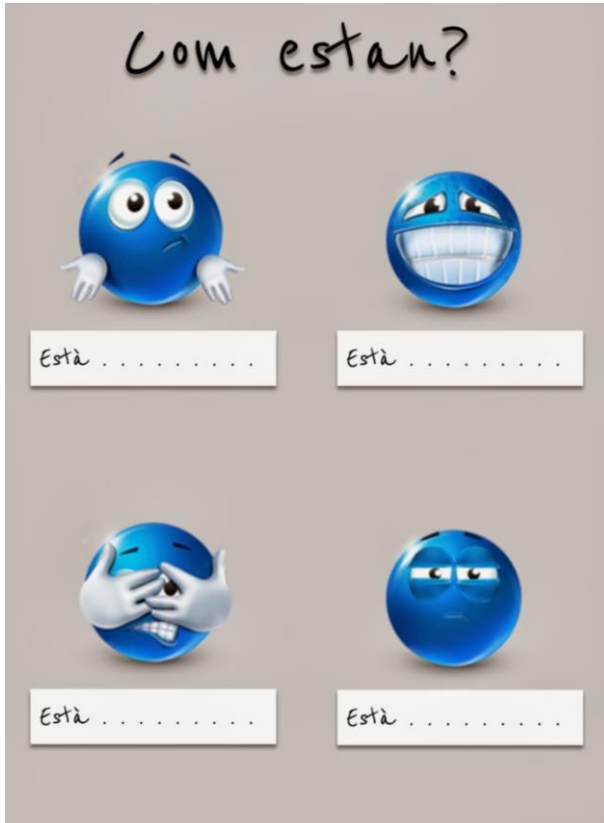 Com estan?
Està . . . . . . . . .
Està . . . . . . . . .
Està . . . . . . . . .
Està . . . . . . . . .